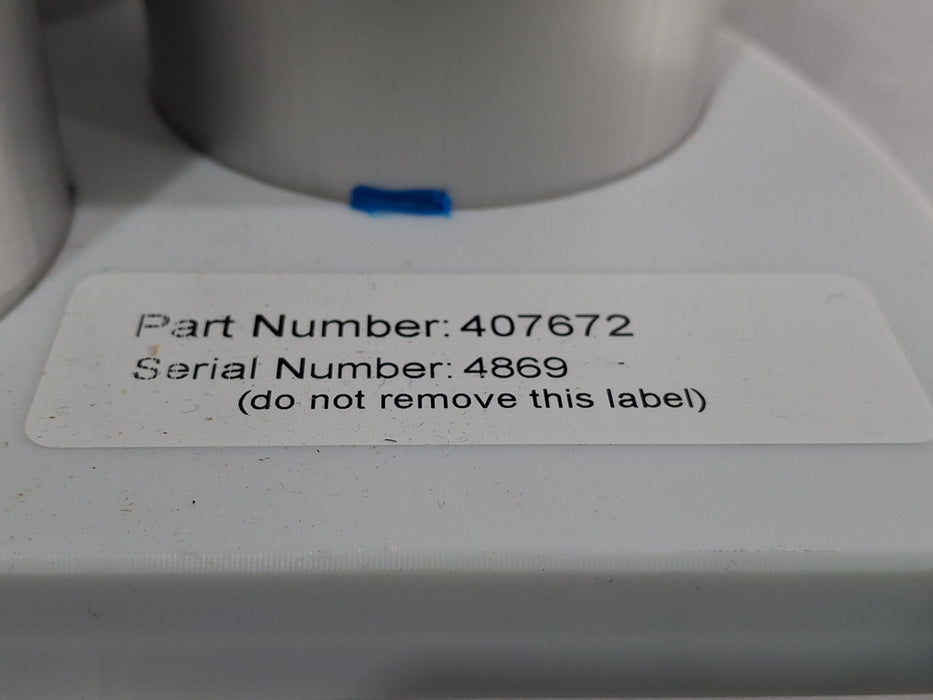 Part Number: 407672
Serial Number: 4869
(do not remove this label)